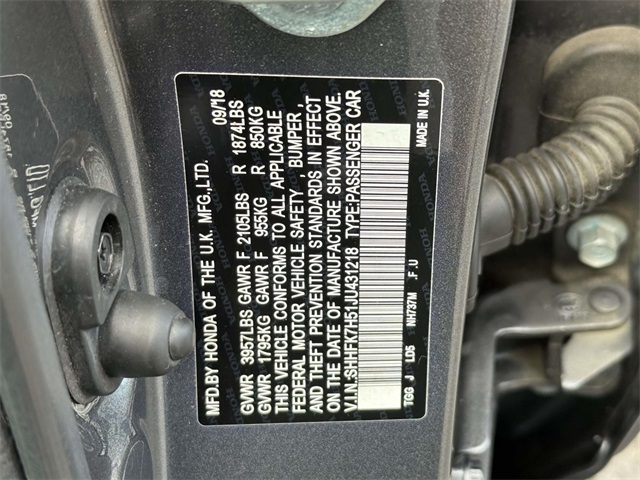 MFD.BY HONDA OF THE U.K. MFG.,LTD. 09/18
GVWR 3957LBS GAWR F 2105LBS R 1874LBS
GVWR 1795KG GAWR F 955KG R 850KG
THIS VEHICLE CONFORMS TO ALL APPLICABLE
FEDERAL MOTOR VEHICLE SAFETY , BUMPER ,
AND THEFT PREVENTION STANDARDS IN EFFECT
ON THE DATE OF MANUFACTURE SHOWN ABOVE.
V.I.N.:SHHFK7H51JU431218 TYPE:PASSENGER CAR
TGG J LD5 NH737M .F .U MADE IN U.K.